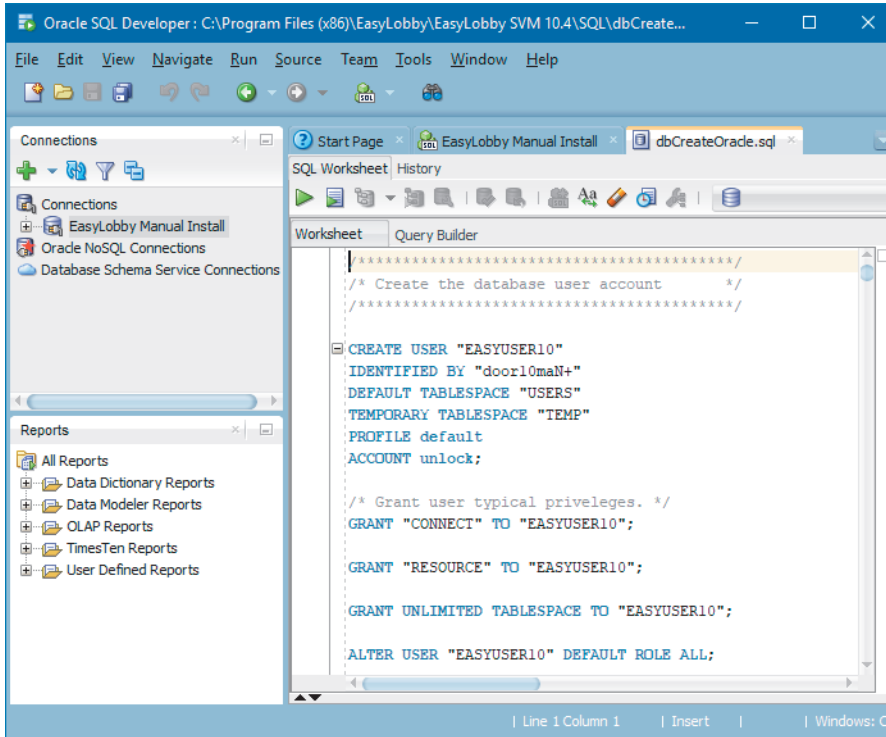 Oracle SQL Developer : C:\Program Files (x86)\EasyLobby\EasyLobby SVM 10.4\SQL\dbCreate...
File Edit View Navigate Run Source Team Tools Window Help
SQL
Connections
Connections
EasyLobby Manual Install
Oracle NoSQL Connections
Database Schema Service Connections
Reports
All Reports
Data Dictionary Reports
Data Modeler Reports
OLAP Reports
TimesTen Reports
User Defined Reports
Start Page EasyLobby Manual Install dbCreateOracle.sql
SQL Worksheet History
Worksheet Query Builder
/*****************************************/
/* Create the database user account */
/*****************************************/
CREATE USER "EASYUSER10"
IDENTIFIED BY "door10maN+"
DEFAULT TABLESPACE "USERS"
TEMPORARY TABLESPACE "TEMP"
PROFILE default
ACCOUNT unlock;
/* Grant user typical priveleges. */
GRANT "CONNECT" TO "EASYUSER10";
GRANT "RESOURCE" TO "EASYUSER10";
GRANT UNLIMITED TABLESPACE TO "EASYUSER10";
ALTER USER "EASYUSER10" DEFAULT ROLE ALL;
| Line 1 Column 1 | Insert | | Windows: C